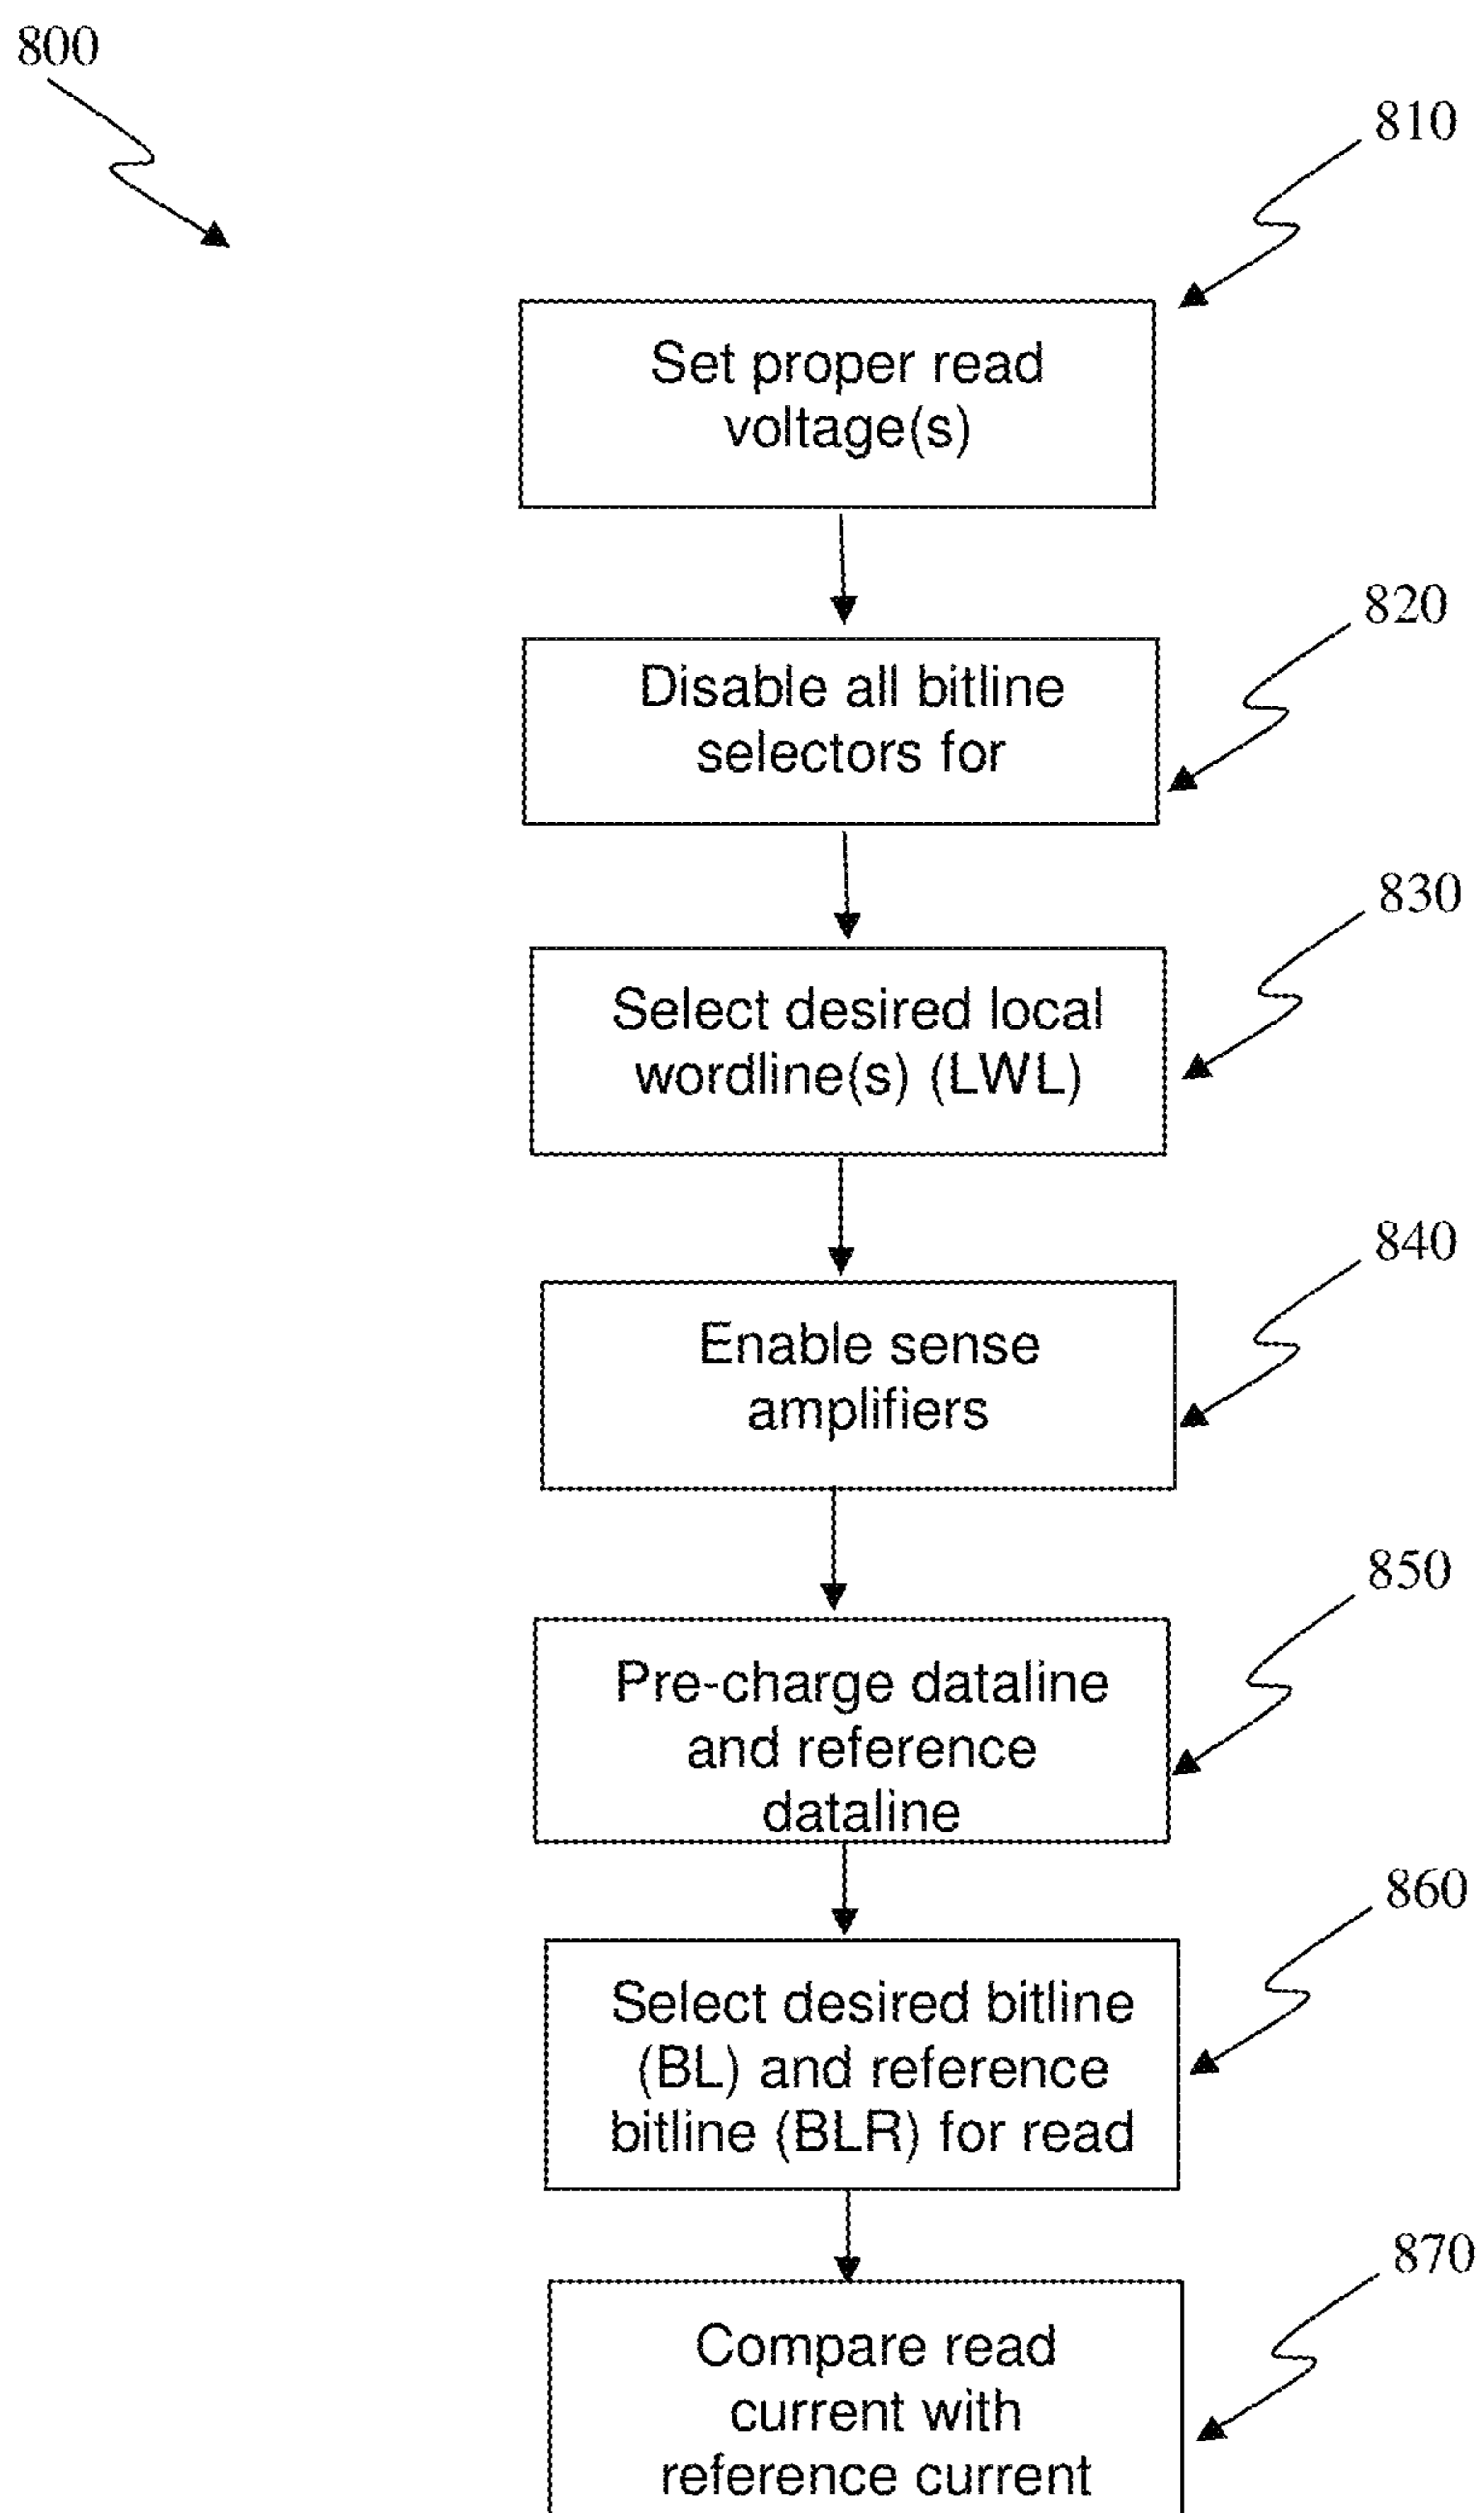 800
810
Set proper read
voltage(s)
820
Disable all bitline
selectors for
830
Select desired local
wordline(s) (LWL)
840
Enable sense
amplifiers
850
Pre-charge dataline
and reference
dataline
860
Select desired bitline
(BL) and reference
bitline (BLR) for read
870
Compare read
current with
reference current